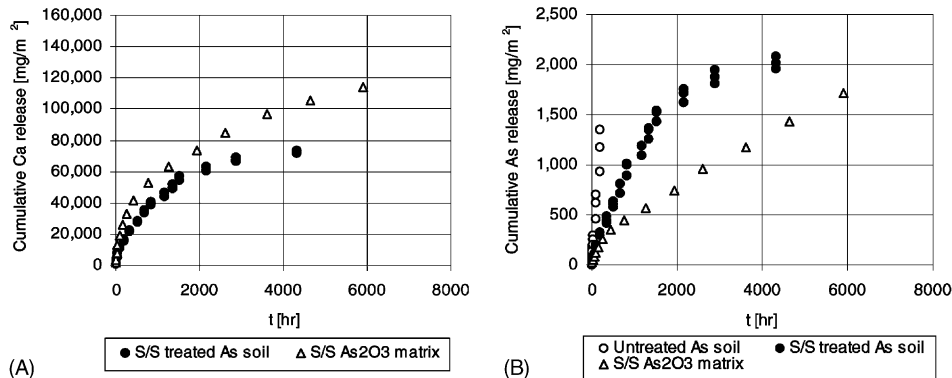 160,000
140,000
120,000
100,000
80,000
60,000
40,000
20,000
0
Cumulative Ca release [mg/m²]
0 2000 4000 6000 8000
t [hr]
● S/S treated As soil △ S/S As2O3 matrix
(A)
2,500
2,000
1,500
1,000
500
0
Cumulative As release [mg/m²]
0 2000 4000 6000 8000
t [hr]
○ Untreated As soil ● S/S treated As soil
△ S/S As2O3 matrix
(B)